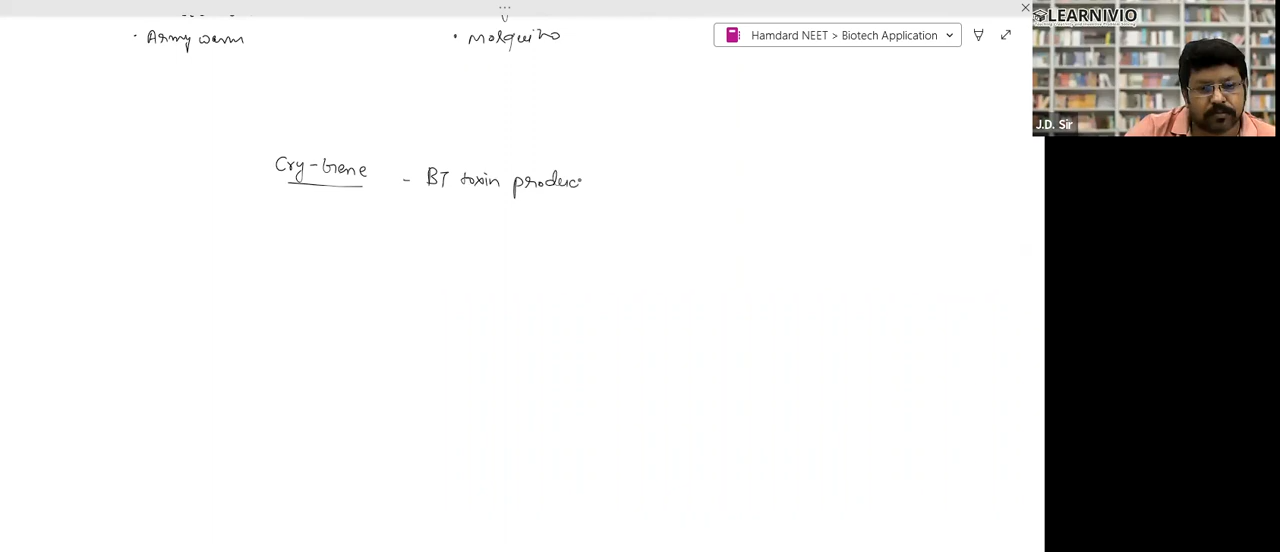 LEARNIVIO
· Army worm
· Mosquito
Hamdard NEET > Biotech Application
J.D. Sir
Cry-Gene - BT toxin produc